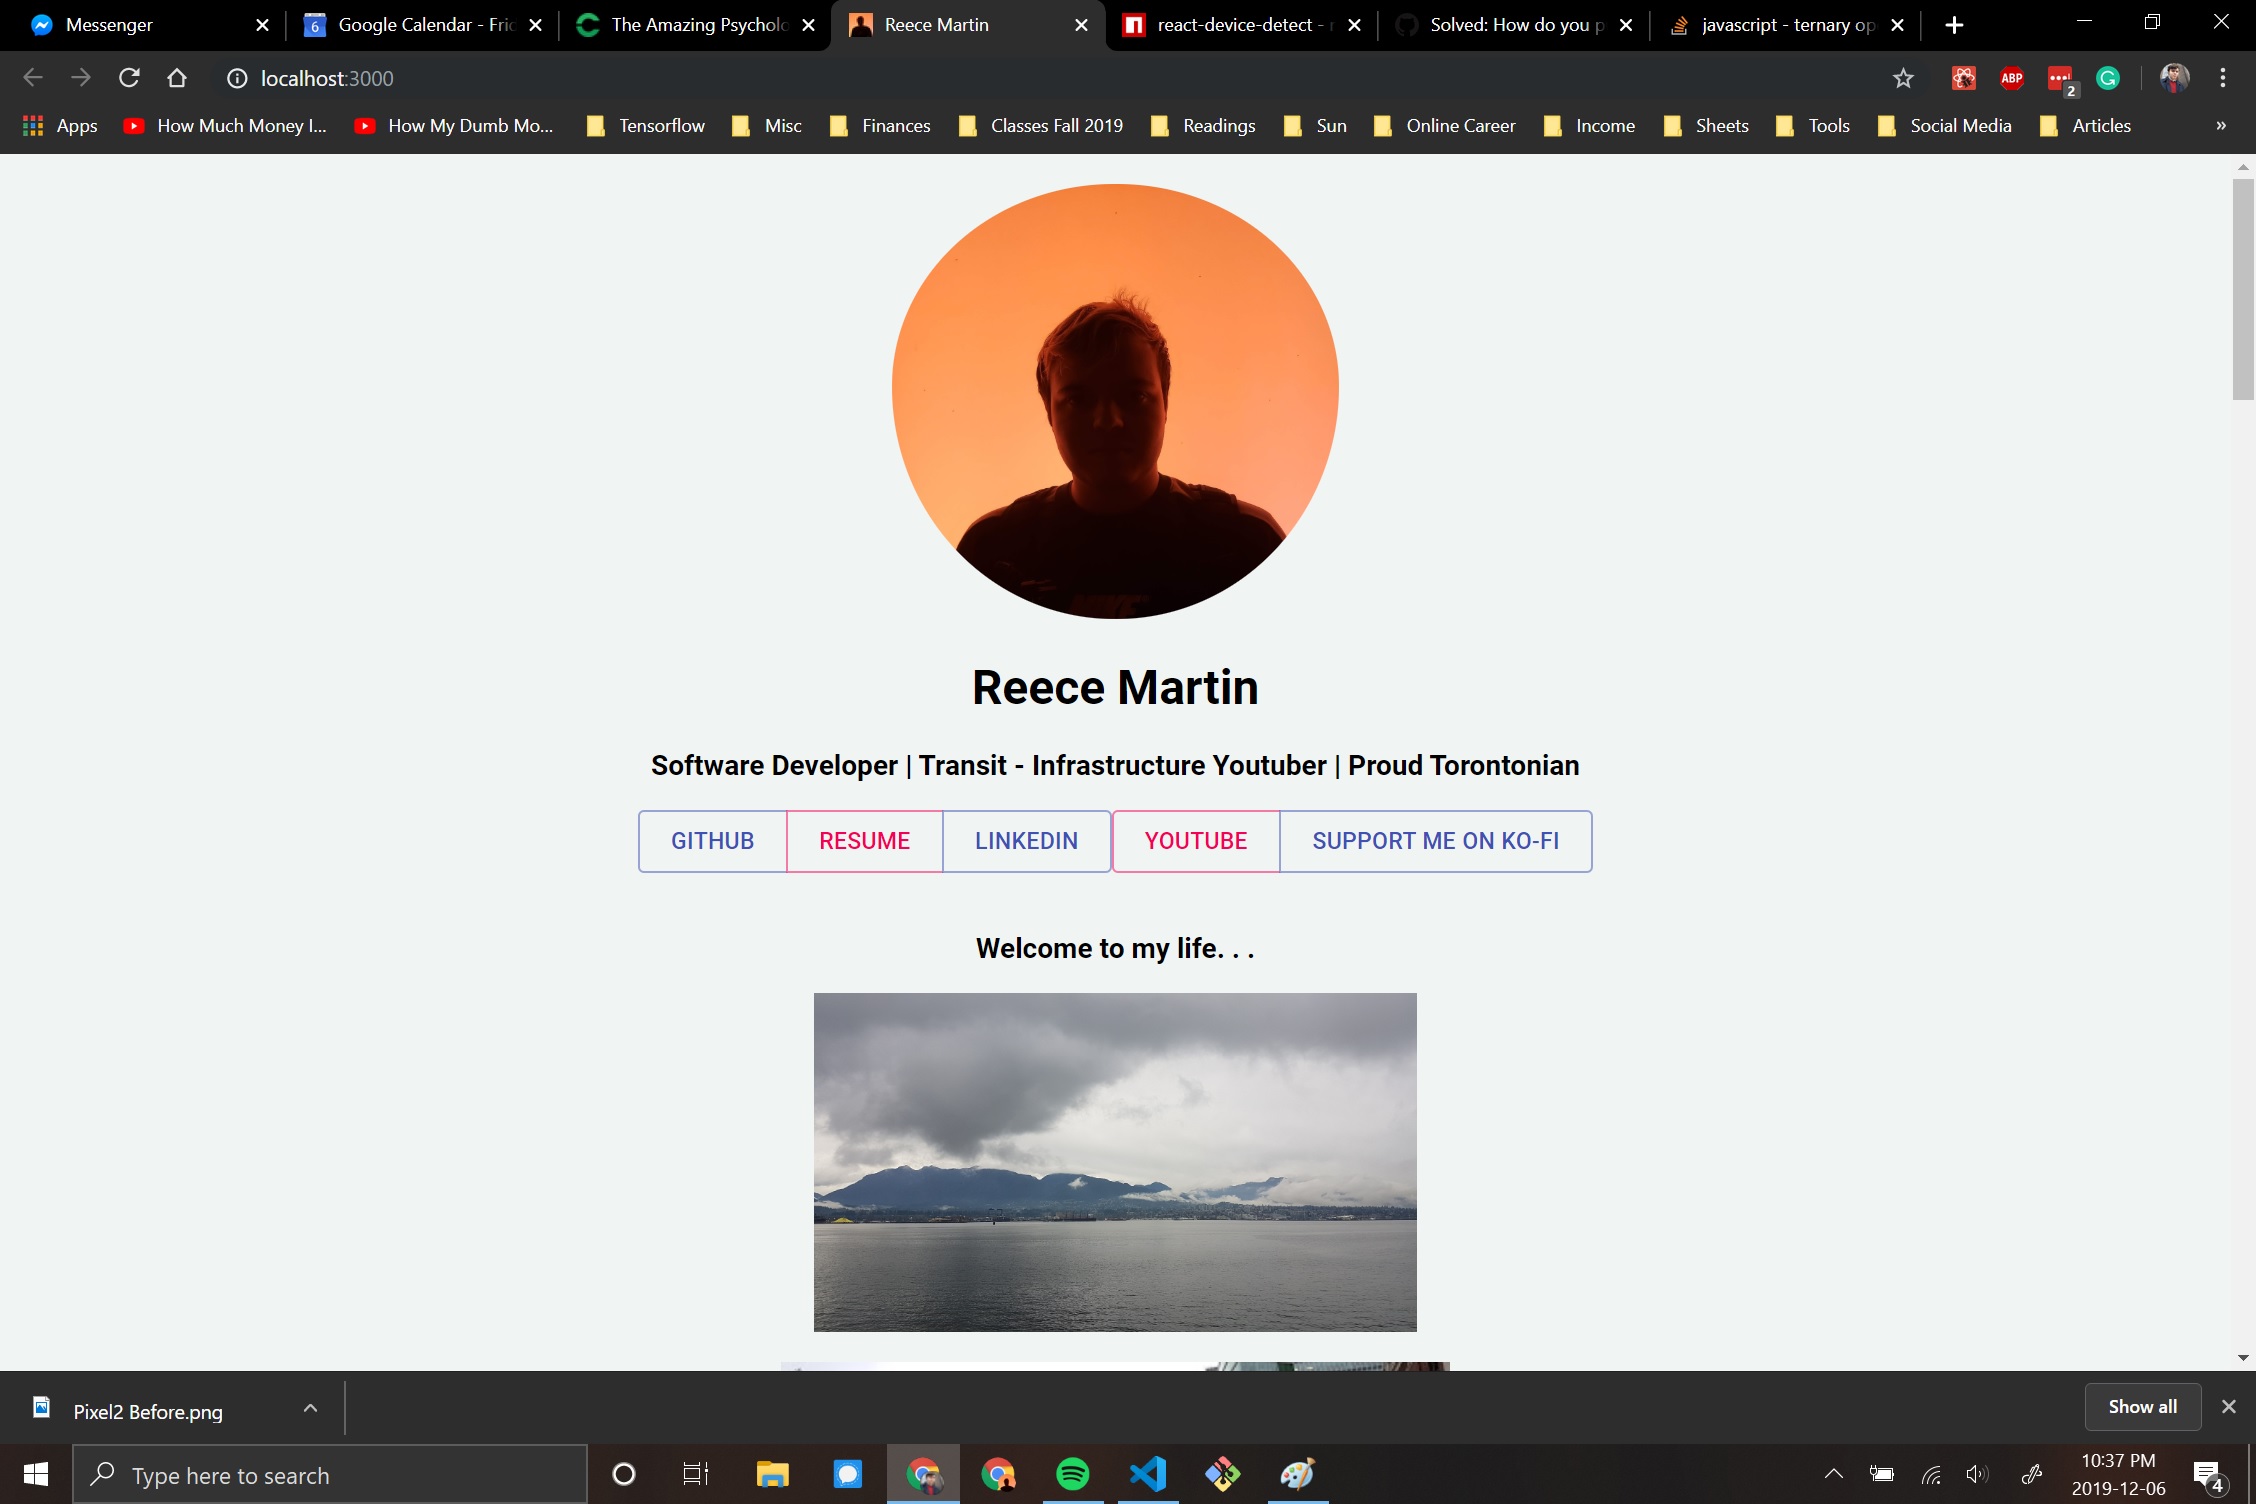 Messenger
Google Calendar - Fric
The Amazing Psycholo
Reece Martin
react-device-detect - n
Solved: How do you p
javascript - ternary op
localhost:3000
ABP
2
Apps
How Much Money I...
How My Dumb Mo...
Tensorflow
Misc
Finances
Classes Fall 2019
Readings
Sun
Online Career
Income
Sheets
Tools
Social Media
Articles
»
Reece Martin
Software Developer | Transit - Infrastructure Youtuber | Proud Torontonian
GITHUB
RESUME
LINKEDIN
YOUTUBE
SUPPORT ME ON KO-FI
Welcome to my life. . .
Pixel2 Before.png
Show all
Type here to search
10:37 PM
2019-12-06
4